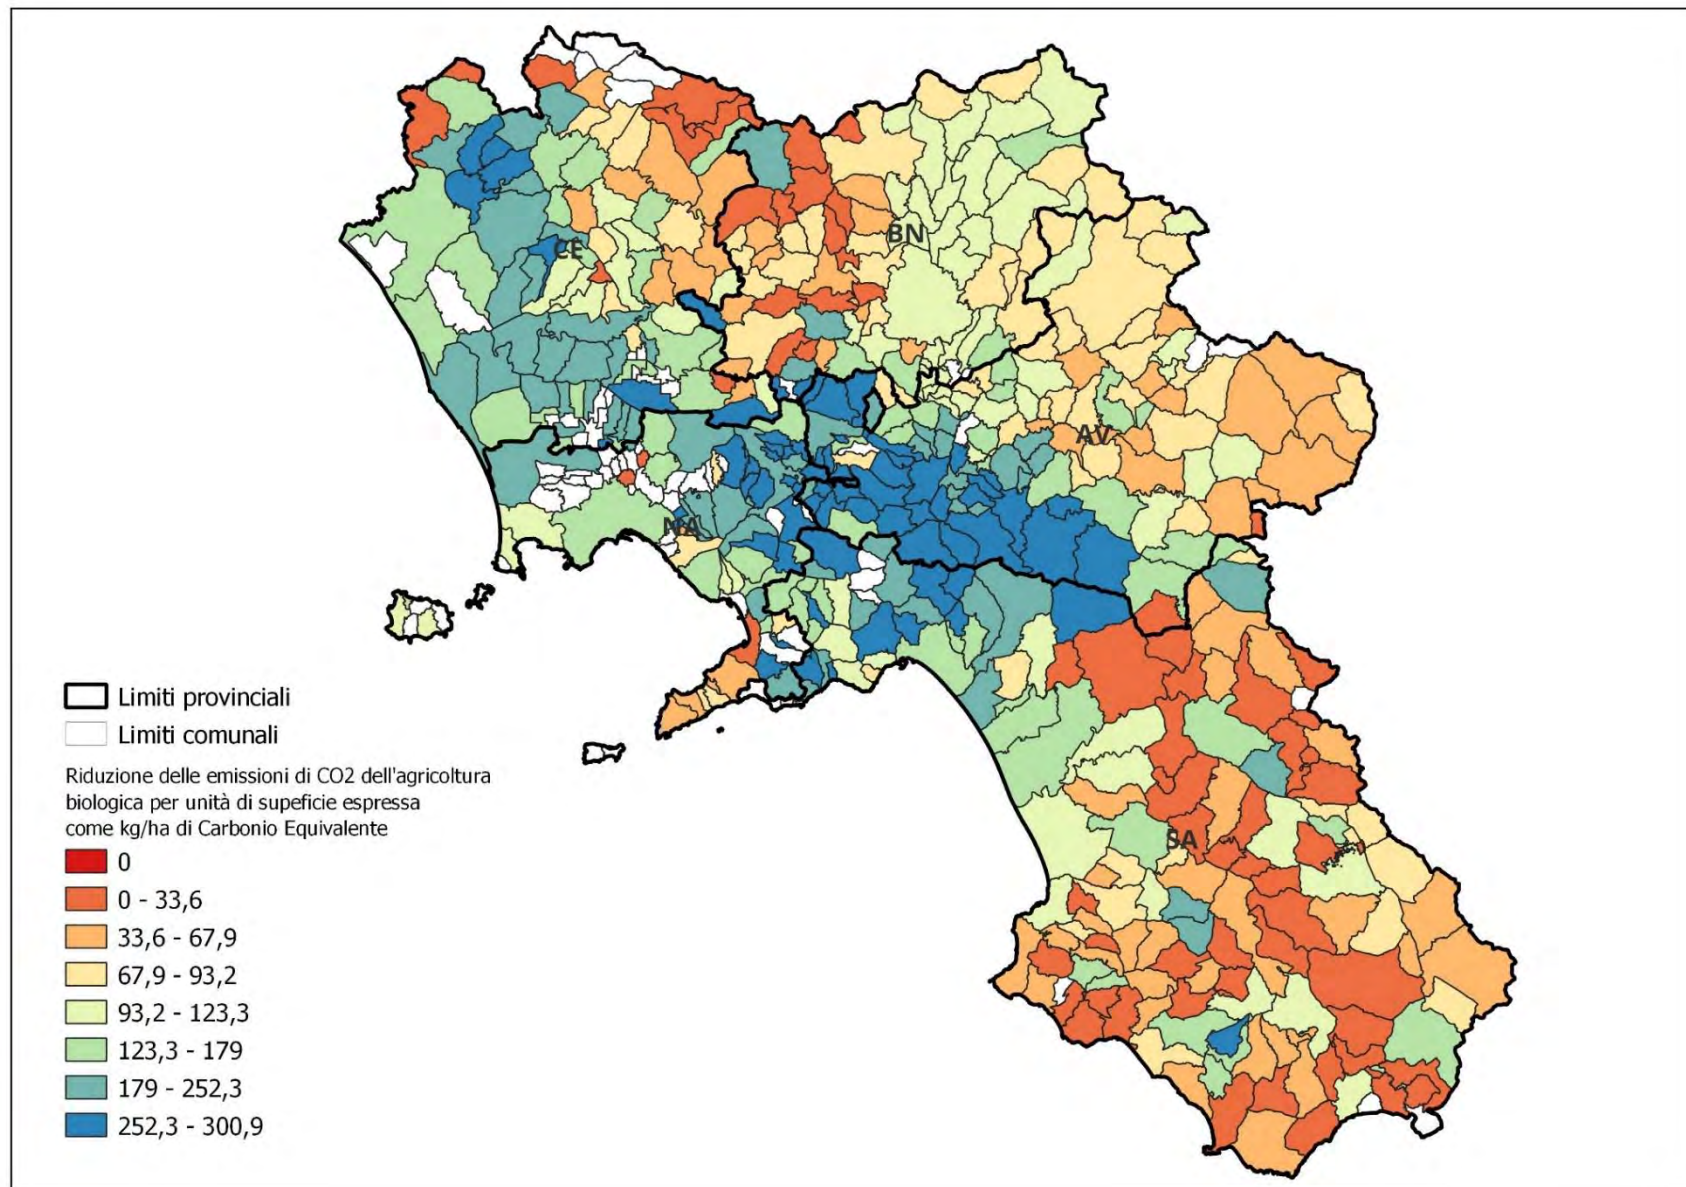 BN
CE
AV
NA
SA
Limiti provinciali
Limiti comunali
Riduzione delle emissioni di CO2 dell'agricoltura
biologica per unità di supeficie espressa
come kg/ha di Carbonio Equivalente
0
0 - 33,6
33,6 - 67,9
67,9 - 93,2
93,2 - 123,3
123,3 - 179
179 - 252,3
252,3 - 300,9